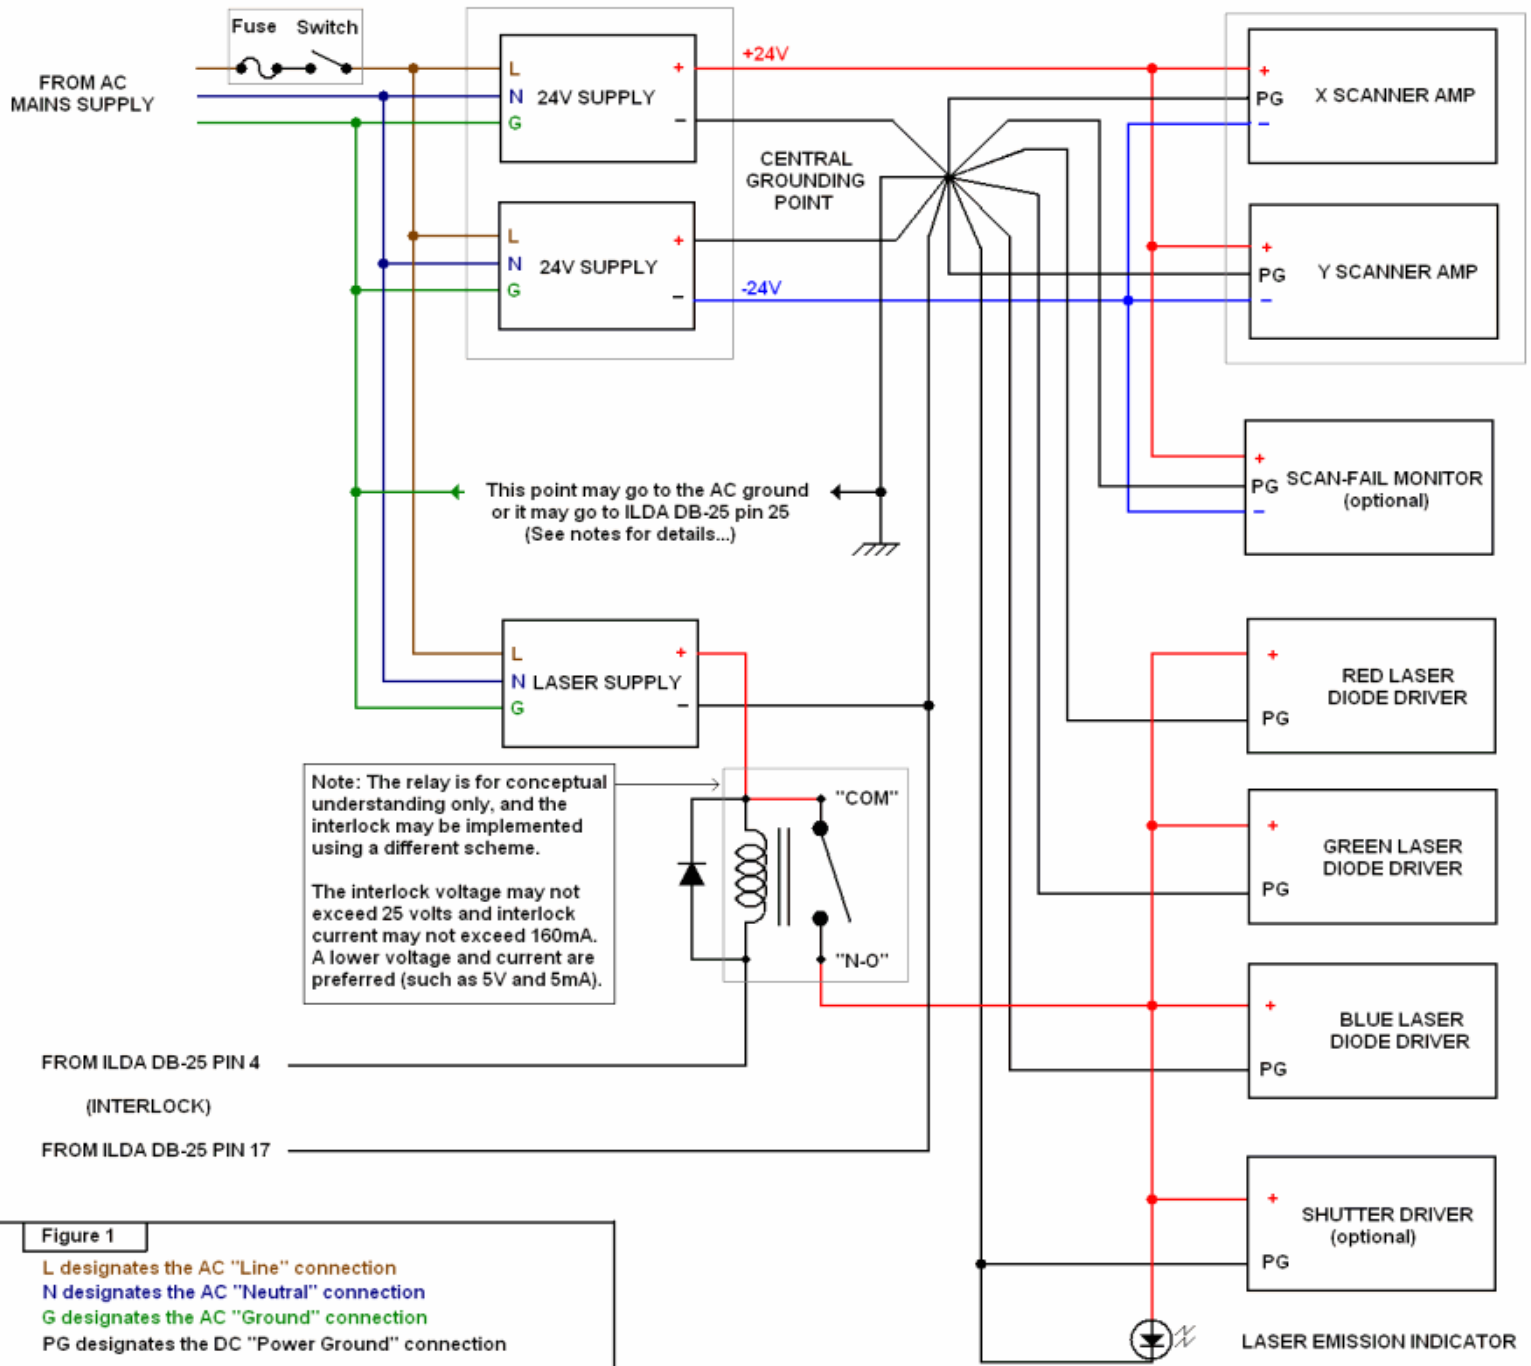 Fuse Switch
FROM AC
MAINS SUPPLY
L
N
G
24V SUPPLY
+
−
+24V
CENTRAL
GROUNDING
POINT
+
PG
−
X SCANNER AMP
L
N
G
24V SUPPLY
+
−
-24V
+
PG
−
Y SCANNER AMP
This point may go to the AC ground
or it may go to ILDA DB-25 pin 25
(See notes for details...)
+
PG
−
SCAN-FAIL MONITOR
(optional)
L
N
G
LASER SUPPLY
+
−
+
PG
RED LASER
DIODE DRIVER
Note: The relay is for conceptual
understanding only, and the
interlock may be implemented
using a different scheme.
The interlock voltage may not
exceed 25 volts and interlock
current may not exceed 160mA.
A lower voltage and current are
preferred (such as 5V and 5mA).
"COM"
"N-O"
+
PG
GREEN LASER
DIODE DRIVER
+
PG
BLUE LASER
DIODE DRIVER
FROM ILDA DB-25 PIN 4
(INTERLOCK)
FROM ILDA DB-25 PIN 17
+
PG
SHUTTER DRIVER
(optional)
LASER EMISSION INDICATOR
Figure 1
L designates the AC "Line" connection
N designates the AC "Neutral" connection
G designates the AC "Ground" connection
PG designates the DC "Power Ground" connection